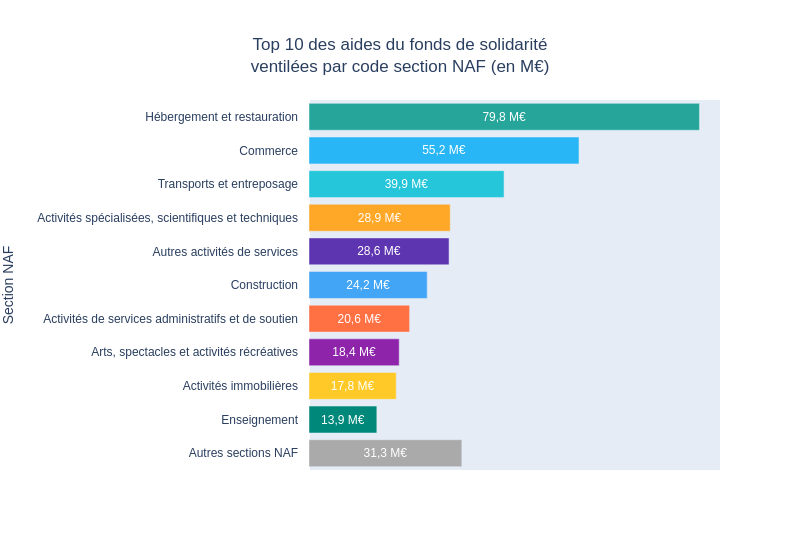 Top 10 des aides du fonds de solidarité
ventilées par code section NAF (en M€)
Section NAF
Hébergement et restauration 79,8 M€
Commerce 55,2 M€
Transports et entreposage 39,9 M€
Activités spécialisées, scientifiques et techniques 28,9 M€
Autres activités de services 28,6 M€
Construction 24,2 M€
Activités de services administratifs et de soutien 20,6 M€
Arts, spectacles et activités récréatives 18,4 M€
Activités immobilières 17,8 M€
Enseignement 13,9 M€
Autres sections NAF 31,3 M€